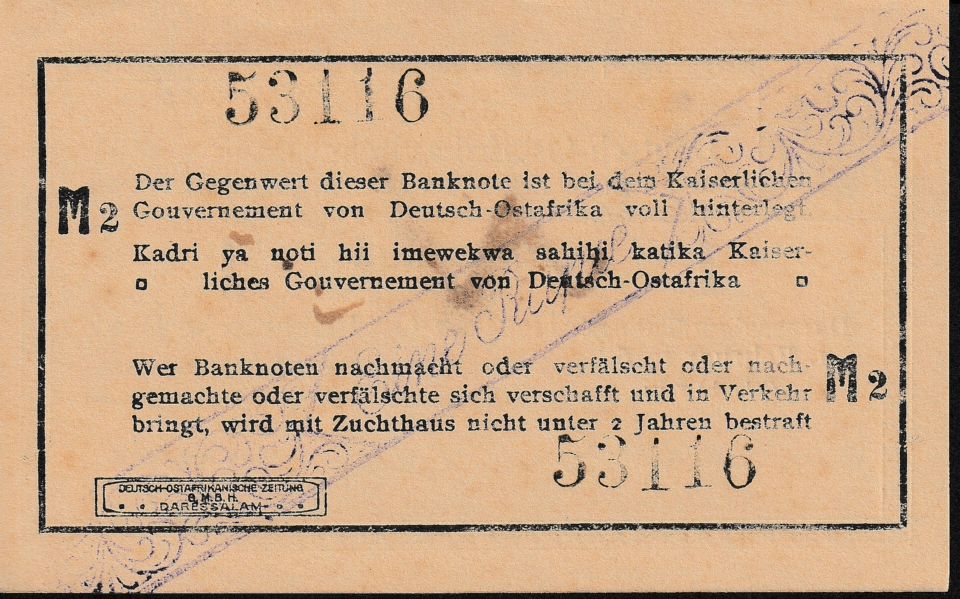 53116
Der Gegenwert dieser Banknote ist bei dem Kaiserlichen
M2 Gouvernement von Deutsch-Ostafrika voll hinterlegt.
Kadri ya noti hii imewekwa sahihi katika Kaiser-
liches Gouvernement von Deutsch-Ostafrika
Eine Rupie
Wer Banknoten nachmacht oder verfälscht oder nach-
gemachte oder verfälschte sich verschafft und in Verkehr M2
bringt, wird mit Zuchthaus nicht unter 2 Jahren bestraft
53116
DEUTSCH-OSTAFRIKANISCHE ZEITUNG
G.M.B.H.
DARESSALAM